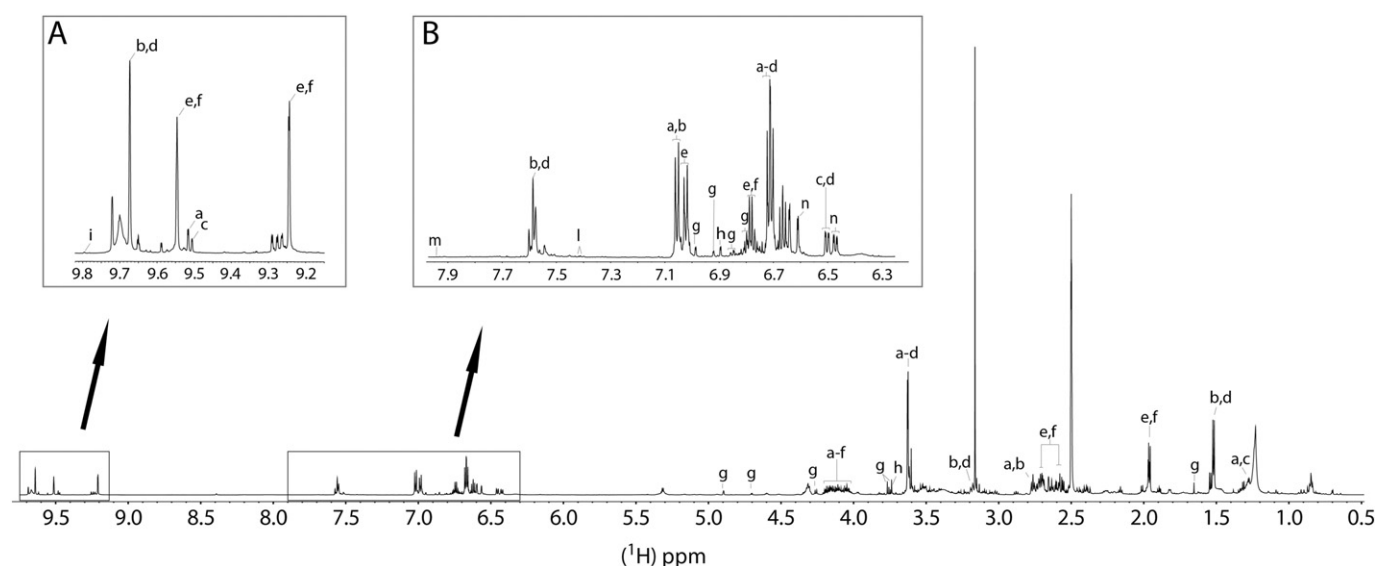 A
b,d
e,f
e,f
a
c
i
9.8 9.7 9.6 9.5 9.4 9.3 9.2
B
a-d
a,b
e
b,d
g
e,f
n
c,d
g
h
g
g
n
m
l
7.9 7.7 7.5 7.3 7.1 6.9 6.7 6.5 6.3
a-d
b,d
e,f
e,f
a-f
a,b
b,d
a,c
g
g
g
g
h
g
9.5 9.0 8.5 8.0 7.5 7.0 6.5 6.0 5.5 5.0 4.5 4.0 3.5 3.0 2.5 2.0 1.5 1.0 0.5
(¹H) ppm